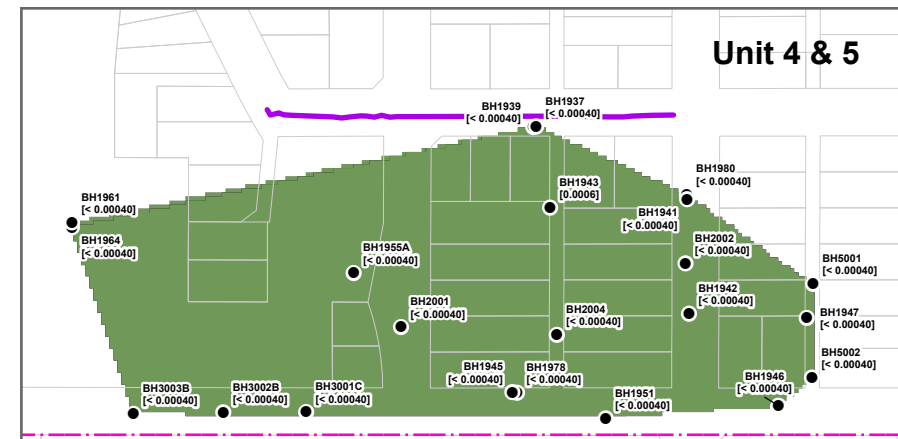 Unit 4 & 5
BH1939
[< 0.00040]
BH1937
[< 0.00040]
BH1980
[< 0.00040]
BH1943
[0.0006]
BH1961
[< 0.00040]
BH1964
[< 0.00040]
BH1941
[< 0.00040]
BH1955A
[< 0.00040]
BH2002
[< 0.00040]
BH5001
[< 0.00040]
BH2001
[< 0.00040]
BH1942
[< 0.00040]
BH1947
[< 0.00040]
BH2004
[< 0.00040]
BH5002
[< 0.00040]
BH1945
[< 0.00040]
BH1978
[< 0.00040]
BH1946
[< 0.00040]
BH3003B
[< 0.00040]
BH3002B
[< 0.00040]
BH3001C
[< 0.00040]
BH1951
[< 0.00040]